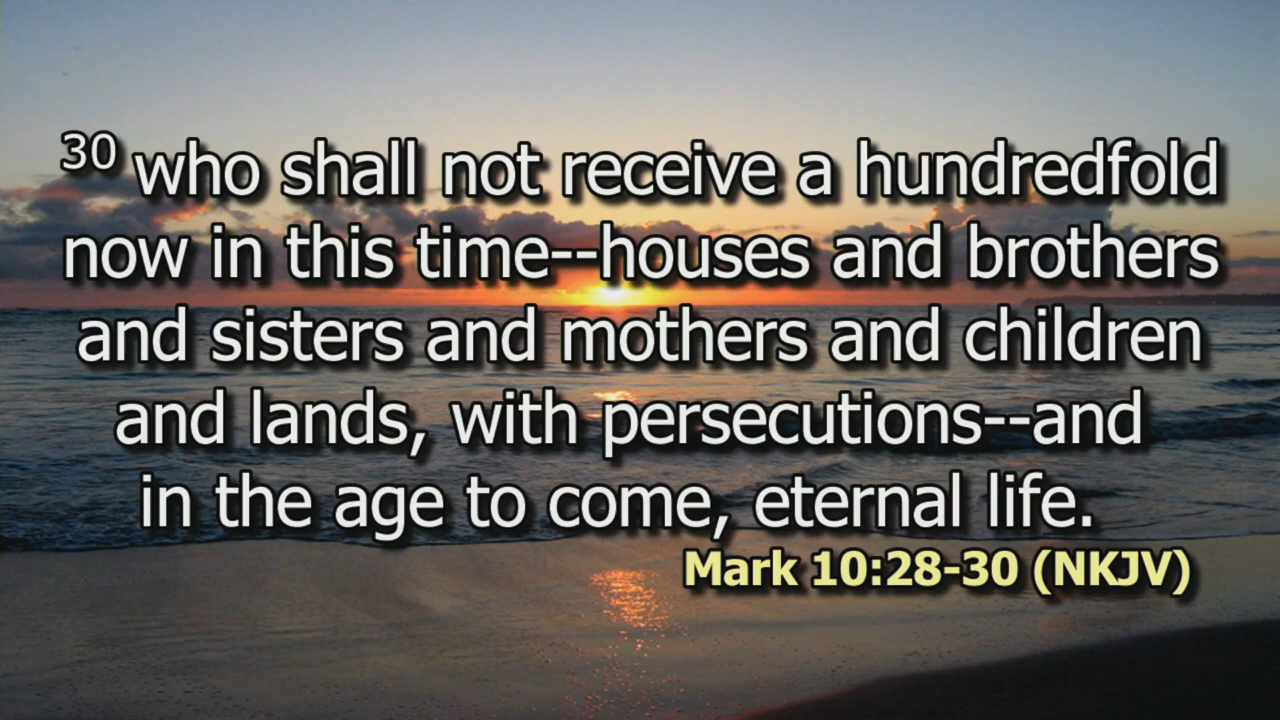 30 who shall not receive a hundredfold
now in this time--houses and brothers
and sisters and mothers and children
and lands, with persecutions--and
in the age to come, eternal life.
Mark 10:28-30 (NKJV)